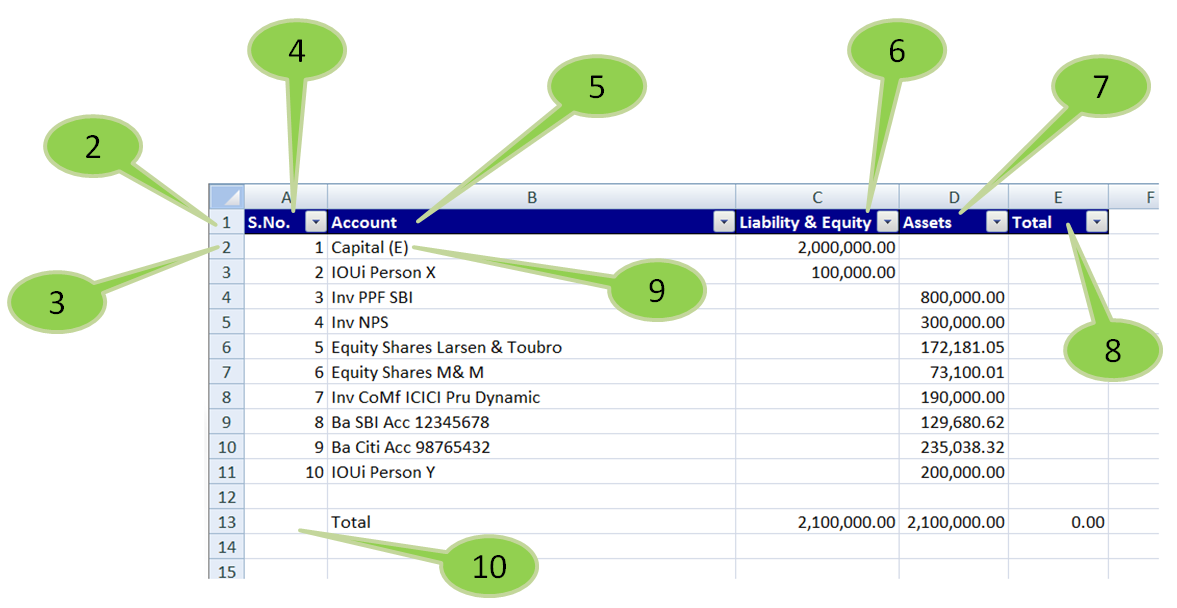 4
6
5
7
2
A B C D E F
1 S.No. Account Liability & Equity Assets Total
2 1 Capital (E) 2,000,000.00
3 2 IOUi Person X 100,000.00
9
3
4 3 Inv PPF SBI 800,000.00
5 4 Inv NPS 300,000.00
6 5 Equity Shares Larsen & Toubro 172,181.05
8
7 6 Equity Shares M& M 73,100.01
8 7 Inv CoMf ICICI Pru Dynamic 190,000.00
9 8 Ba SBI Acc 12345678 129,680.62
10 9 Ba Citi Acc 98765432 235,038.32
11 10 IOUi Person Y 200,000.00
12
13 Total 2,100,000.00 2,100,000.00 0.00
14
10
15